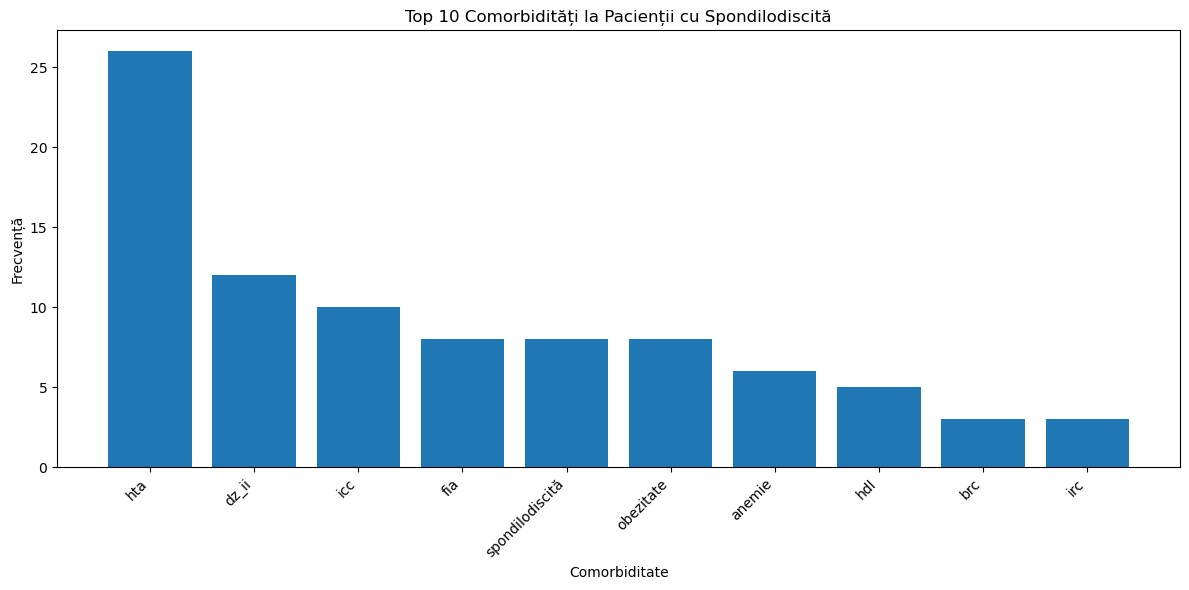 Top 10 Comorbidități la Pacienții cu Spondilodiscită
Frecvență
25
20
15
10
5
0
hta
dz_ii
icc
fia
spondilodiscită
obezitate
anemie
hdl
brc
irc
Comorbiditate